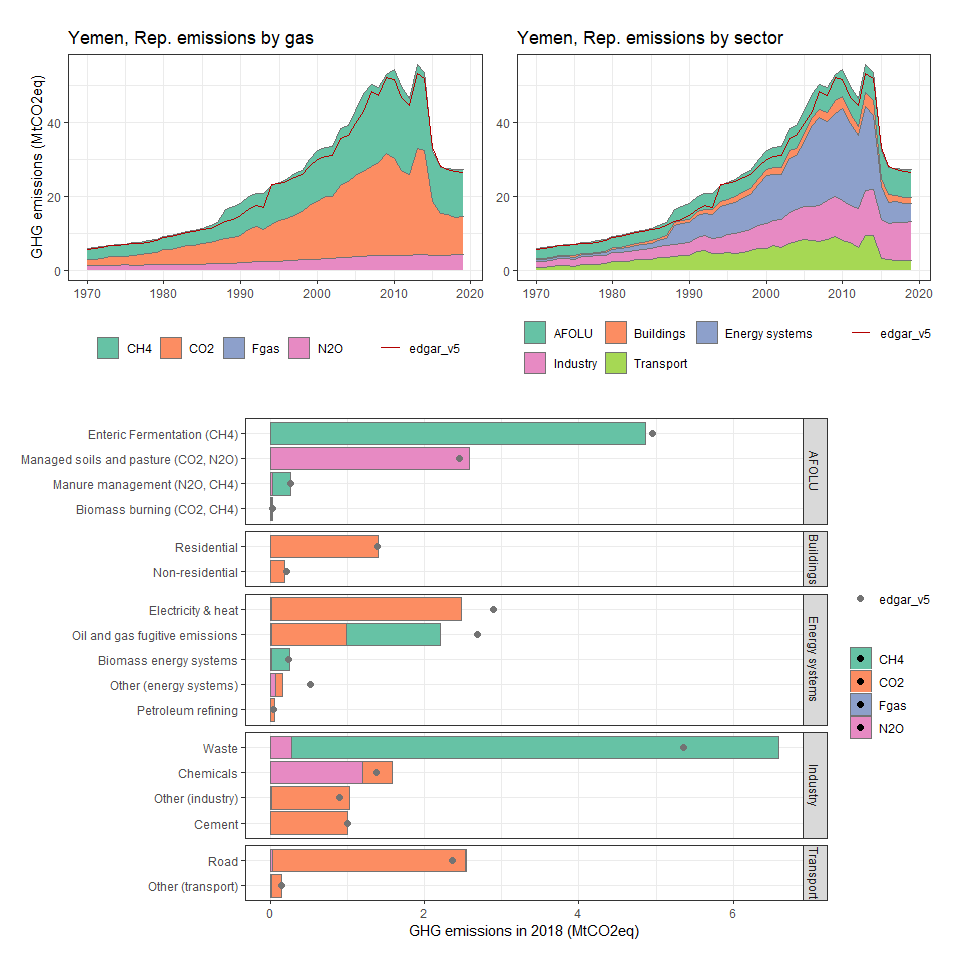 Yemen, Rep. emissions by gas
GHG emissions (MtCO2eq)
40
20
0
1970 1980 1990 2000 2010 2020
CH4 CO2 Fgas N2O edgar_v5
Yemen, Rep. emissions by sector
40
20
0
1970 1980 1990 2000 2010 2020
AFOLU Buildings Energy systems edgar_v5
Industry Transport
Enteric Fermentation (CH4)
Managed soils and pasture (CO2, N2O)
Manure management (N2O, CH4)
Biomass burning (CO2, CH4)
AFOLU
Residential
Non-residential
Buildings
Electricity & heat
Oil and gas fugitive emissions
Biomass energy systems
Other (energy systems)
Petroleum refining
Energy systems
Waste
Chemicals
Other (industry)
Cement
Industry
Road
Other (transport)
Transport
0 2 4 6
GHG emissions in 2018 (MtCO2eq)
edgar_v5
CH4
CO2
Fgas
N2O